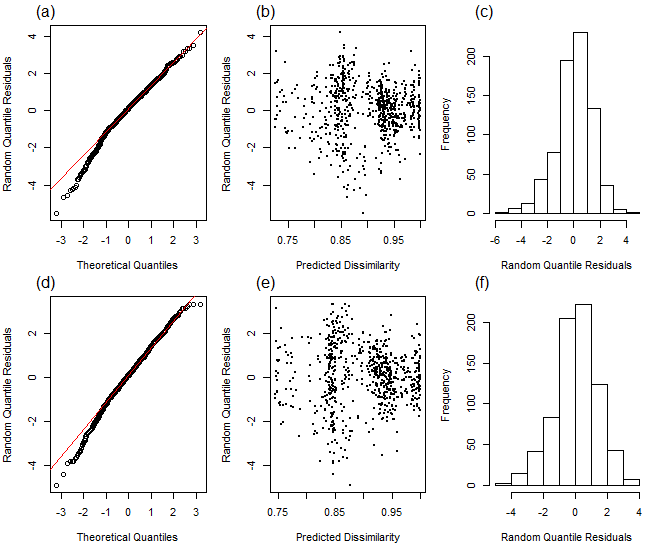 (a)
Random Quantile Residuals
4
2
0
-2
-4
-3 -2 -1 0 1 2 3
Theoretical Quantiles
(b)
Random Quantile Residuals
4
2
0
-2
-4
0.75 0.85 0.95
Predicted Dissimilarity
(c)
Frequency
200
150
100
50
0
-6 -4 -2 0 2 4
Random Quantile Residuals
(d)
Random Quantile Residuals
2
0
-2
-4
-3 -2 -1 0 1 2 3
Theoretical Quantiles
(e)
Random Quantile Residuals
2
0
-2
-4
0.75 0.85 0.95
Predicted Dissimilarity
(f)
Frequency
200
150
100
50
0
-4 -2 0 2 4
Random Quantile Residuals